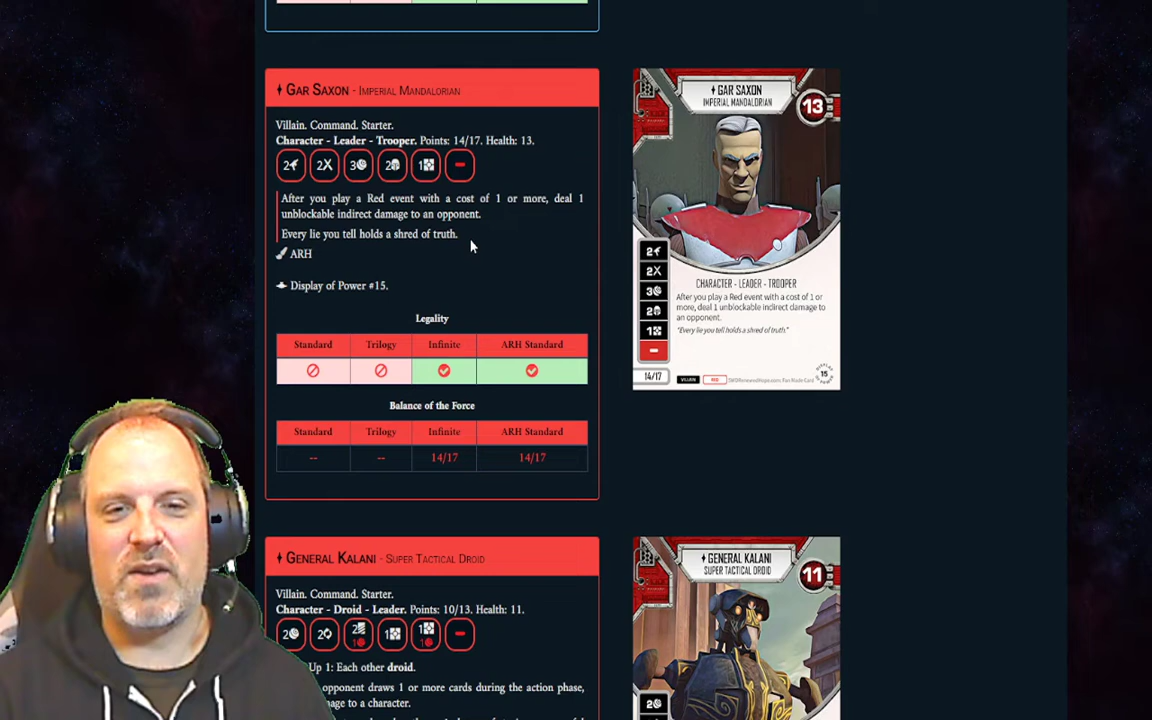 GAR SAXON - IMPERIAL MANDALORIAN
Villain. Command. Starter.
Character - Leader - Trooper. Points: 14/17. Health: 13.
2 2 3 2 1 -
After you play a Red event with a cost of 1 or more, deal 1
unblockable indirect damage to an opponent.
Every lie you tell holds a shred of truth.
ARH
Display of Power #15.
Legality
Standard Trilogy Infinite ARH Standard
Balance of the Force
Standard Trilogy Infinite ARH Standard
-- -- 14/17 14/17
GAR SAXON
IMPERIAL MANDALORIAN
13
2
2
3
2
1
-
CHARACTER - LEADER - TROOPER
After you play a Red event with a cost of 1 or
more, deal 1 unblockable indirect damage to
an opponent.
"Every lie you tell holds a shred of truth."
14/17
VILLAIN RED
15
GENERAL KALANI - SUPER TACTICAL DROID
Villain. Command. Starter.
Character - Droid - Leader. Points: 10/13. Health: 11.
2 2 2 1 1 1 1 -
Up 1: Each other droid.
opponent draws 1 or more cards during the action phase,
to a character.
GENERAL KALANI
SUPER TACTICAL DROID
11
2